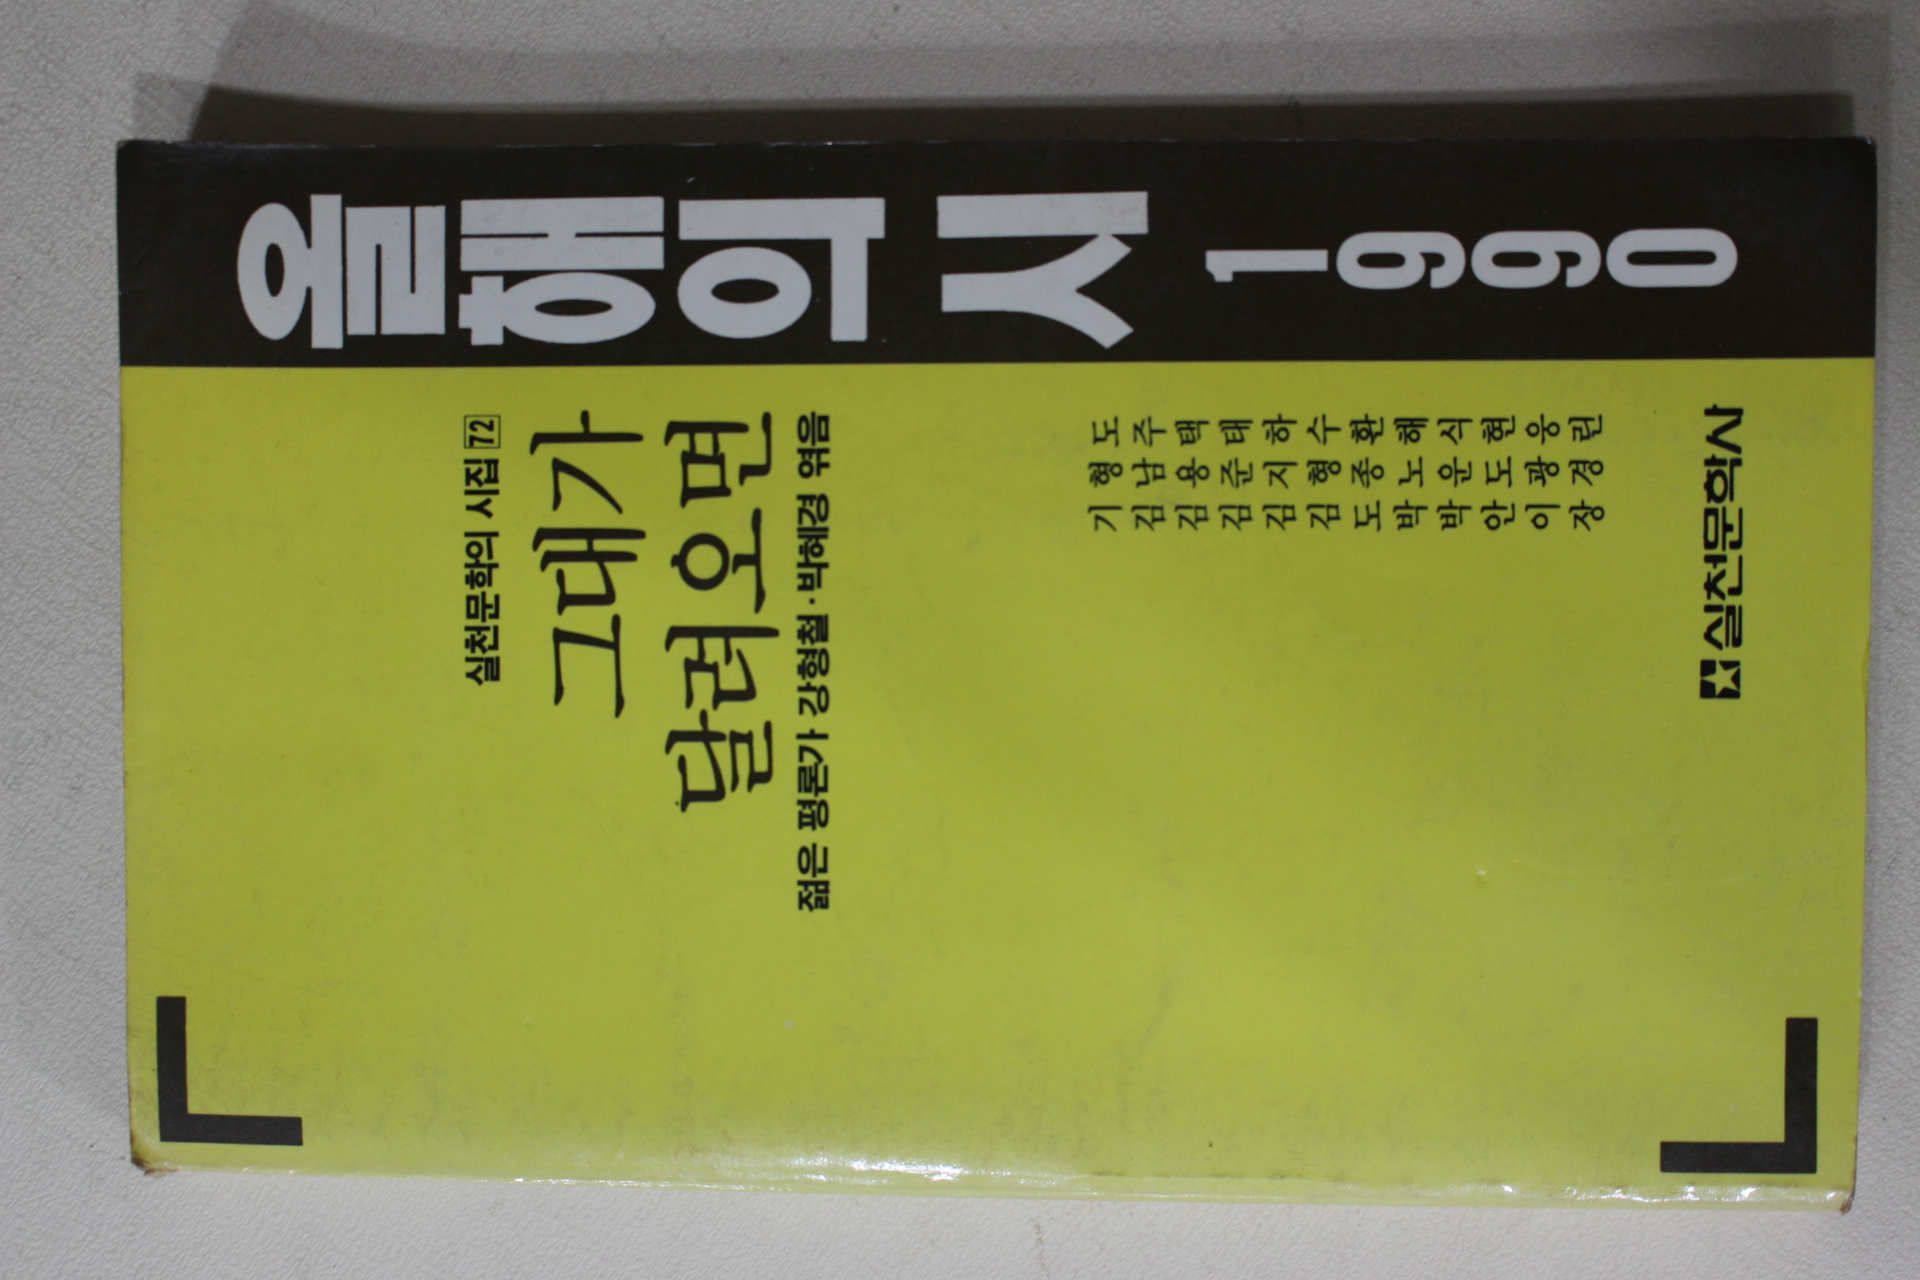 올해의 시 1990
실천문학의 시집 72
그대가
달려오면
젊은 평론가 강형철·박혜경 엮음
기형도
김남주
김용택
김준태
김지하
김형수
도종환
박노해
박운식
안도현
이광웅
장경린
실천문학사